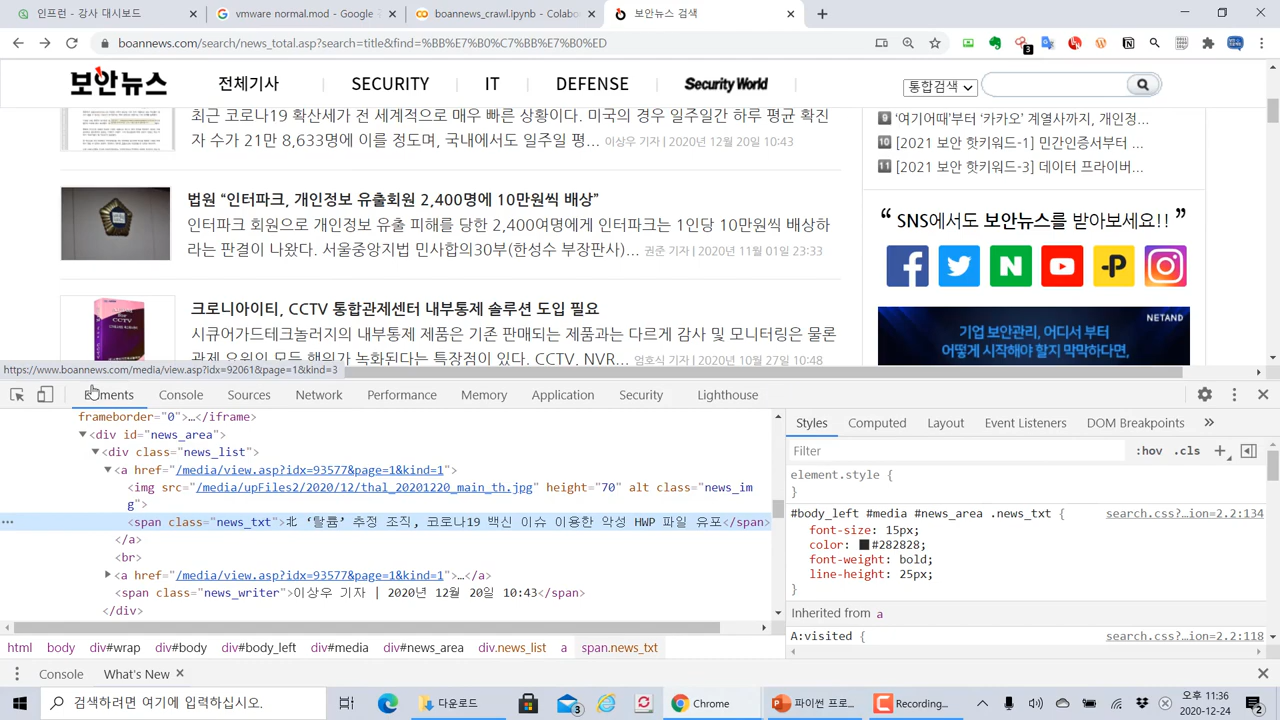 인프런 - 대시보
vmware normal.map - Google
boannews_crawl.ipynb - Colabo
보안뉴스 검색
boannews.com/search/news_total.asp?search=title&find=%BB%E7%B0%C7%BB%E7%B0%ED
3
보안뉴스
전체기사
SECURITY
IT
DEFENSE
Security World
통합검색
최근 코로나19 확산세가 전 세계적으로 매우 빠른 상황이다. 미국의 경우 일주일간 하루 평균 확진
자 수가 21만 8,633명에 이를 정도며, 국내에서도 일주일 평... 이상우 기자 | 2020년 12월 20일 10:43
법원 “인터파크, 개인정보 유출회원 2,400명에 10만원씩 배상”
인터파크 회원으로 개인정보 유출 피해를 당한 2,400여명에게 인터파크는 1인당 10만원씩 배상하
라는 판결이 나왔다. 서울중앙지법 민사합의30부(한성수 부장판사)... 권준 기자 | 2020년 11월 01일 23:33
크로니아이티, CCTV 통합관제센터 내부통제 솔루션 도입 필요
시큐어가드테크놀러지의 내부통제 제품은 기존 판매되는 제품과는 다르게 감사 및 모니터링은 물론
관제 요원의 모든 행위가 녹화된다는 특장점이 있다. CCTV, NVR... 엄호식 기자 | 2020년 10월 27일 10:48
CCTV
9 ‘여기어때’부터 ‘카카오’ 계열사까지, 개인정...
10 [2021 보안 핫키워드-1] 민간인증서부터 ...
11 [2021 보안 핫키워드-3] 데이터 프라이버...
“ SNS에서도 보안뉴스를 받아보세요!! ”
NETAND
기업 보안관리, 어디서 부터
어떻게 시작해야 할지 막막하다면,
https://www.boannews.com/media/view.asp?idx=92061&page=1&kind=3
Elements
Console
Sources
Network
Performance
Memory
Application
Security
Lighthouse
frameborder="0">…</iframe>
<div id="news_area">
<div class="news_list">
<a href="/media/view.asp?idx=93577&page=1&kind=1">
<img src="/media/upFiles2/2020/12/thal_20201220_main_th.jpg" height="70" alt class="news_im
g">
<span class="news_txt">北 ‘탈륨’ 추정 조직, 코로나19 백신 이슈 이용한 악성 HWP 파일 유포</span>
</a>
<br>
<a href="/media/view.asp?idx=93577&page=1&kind=1">…</a>
<span class="news_writer">이상우 기자 | 2020년 12월 20일 10:43</span>
</div>
html body div#wrap div#body div#body_left div#media div#news_area div.news_list a span.news_txt
Styles
Computed
Layout
Event Listeners
DOM Breakpoints
Filter
:hov .cls
element.style {
}
#body_left #media #news_area .news_txt {
search.css?…ion=2.2:134
font-size: 15px;
color: #282828;
font-weight: bold;
line-height: 25px;
}
Inherited from a
A:visited {
search.css?…ion=2.2:118
Console
What's New
검색하려면 여기에 입력하십시오.
다운로드
3
Chrome
파이썬 프로...
Recording...
오후 11:36
2020-12-24
2